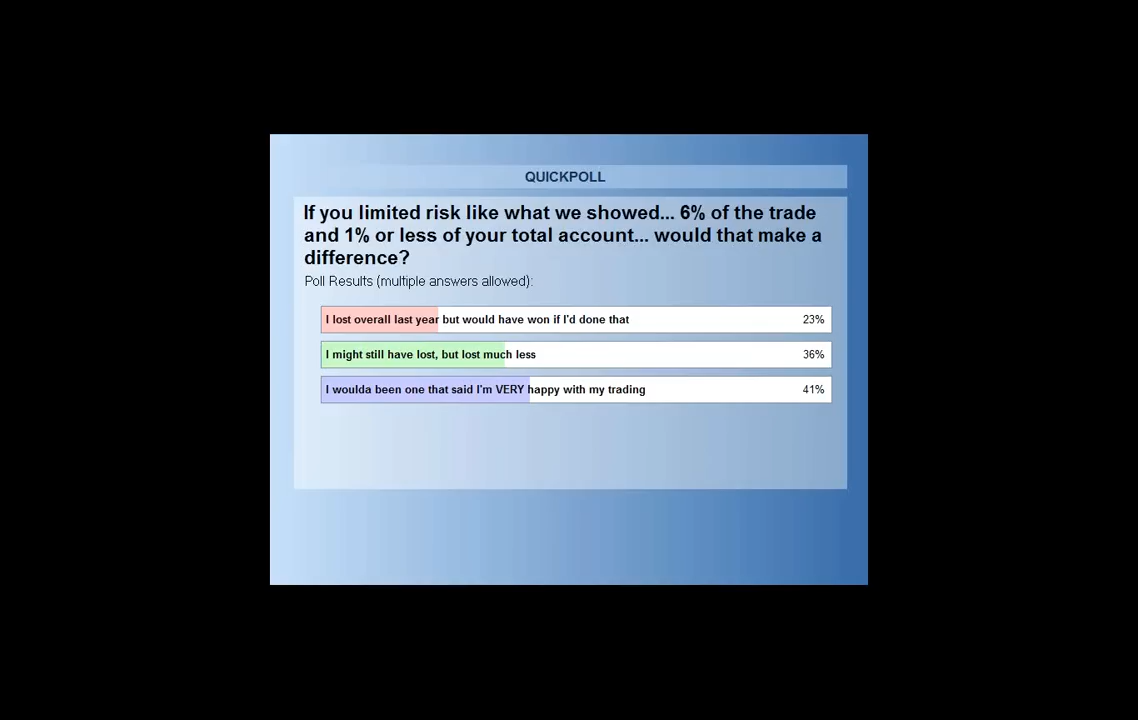 QUICKPOLL
If you limited risk like what we showed... 6% of the trade
and 1% or less of your total account... would that make a
difference?
Poll Results (multiple answers allowed):
I lost overall last year but would have won if I'd done that 23%
I might still have lost, but lost much less 36%
I woulda been one that said I'm VERY happy with my trading 41%